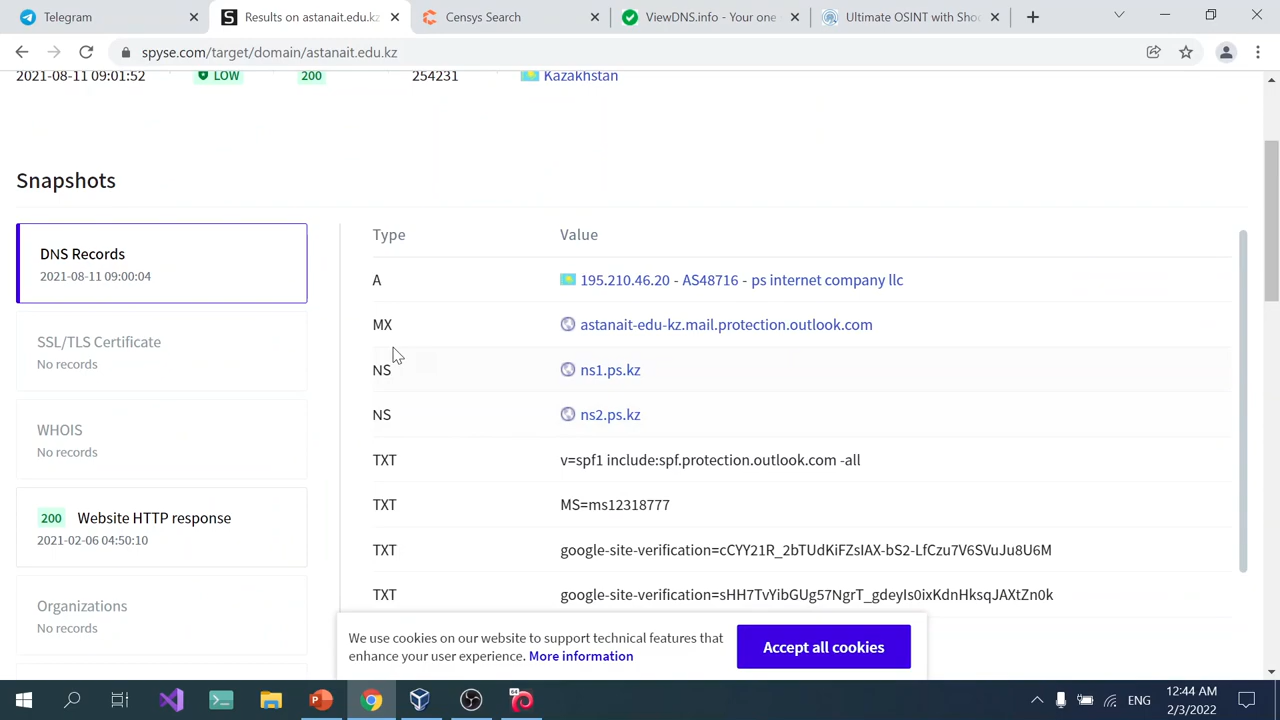 Telegram
Results on astanait.edu.kz
Censys Search
ViewDNS.info - Your one
Ultimate OSINT with Sho
spyse.com/target/domain/astanait.edu.kz
2021-08-11 09:01:52 LOW 200 254231 Kazakhstan
Snapshots
DNS Records
2021-08-11 09:00:04
SSL/TLS Certificate
No records
WHOIS
No records
200 Website HTTP response
2021-02-06 04:50:10
Organizations
No records
Type Value
A 195.210.46.20 - AS48716 - ps internet company llc
MX astanait-edu-kz.mail.protection.outlook.com
NS ns1.ps.kz
NS ns2.ps.kz
TXT v=spf1 include:spf.protection.outlook.com -all
TXT MS=ms12318777
TXT google-site-verification=cCYY21R_2bTUdKiFZsIAX-bS2-LfCzu7V6SVuJu8U6M
TXT google-site-verification=sHH7TvYibGUg57NgrT_gdeyIs0ixKdnHksqJAXtZn0k
We use cookies on our website to support technical features that
enhance your user experience. More information
Accept all cookies
64
ENG
12:44 AM
2/3/2022